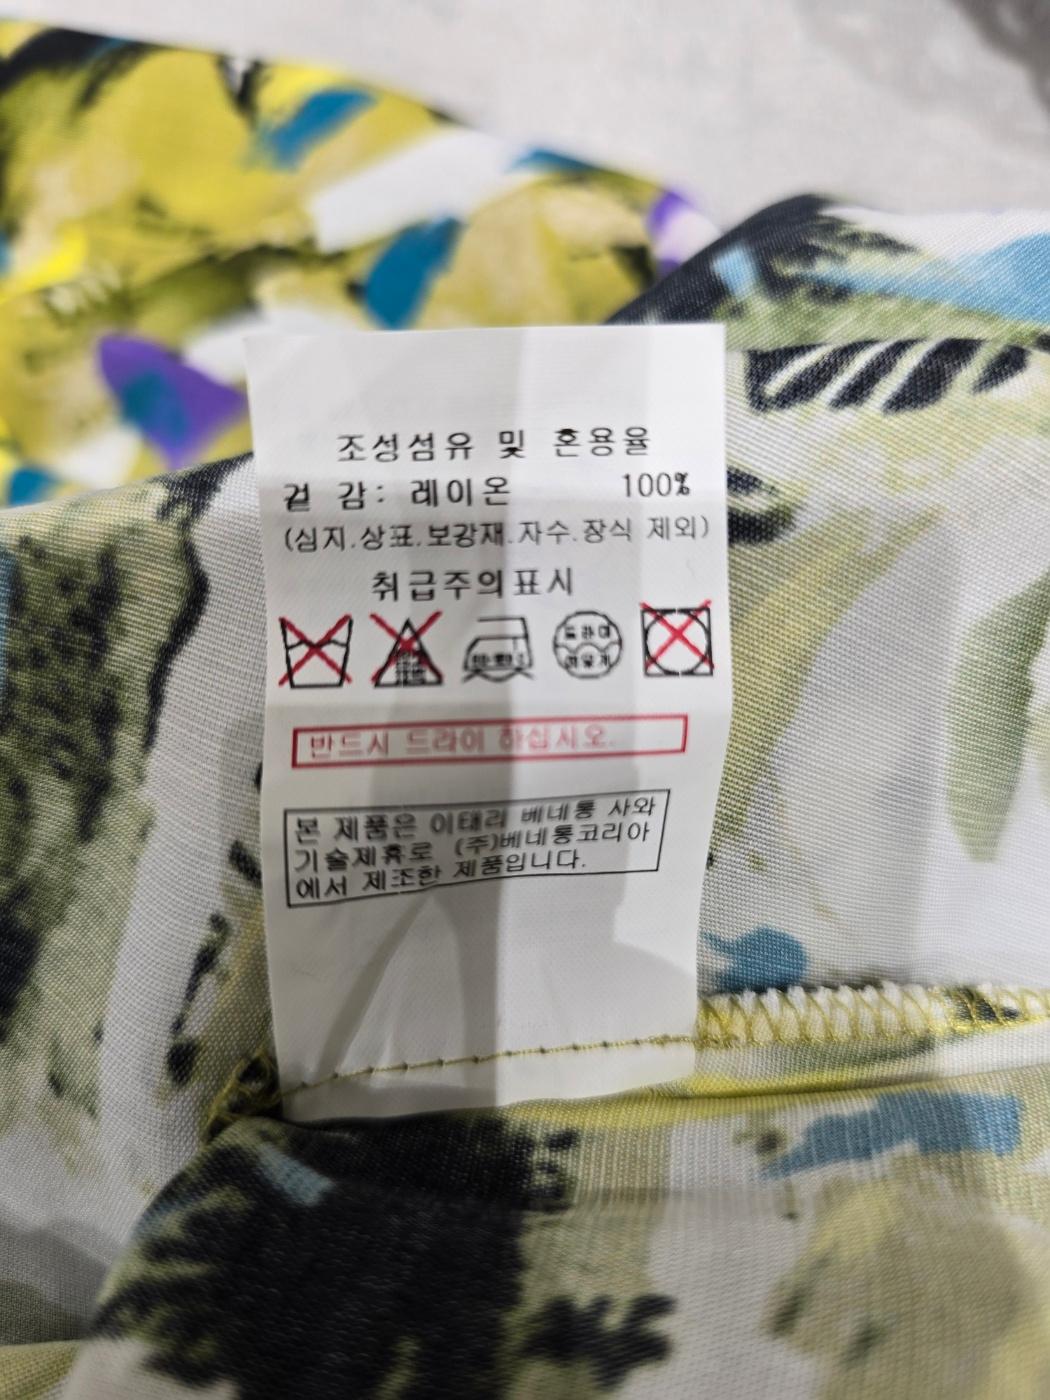 조성섬유 및 혼용율
겉 감: 레이온 100%
(심지.상표.보강재.자수.장식 제외)
취급주의표시
드라이
반드시 드라이 하십시오.
본 제품은 이태리 베네통 사와
기술제휴로 (주)베네통코리아
에서 제조한 제품입니다.